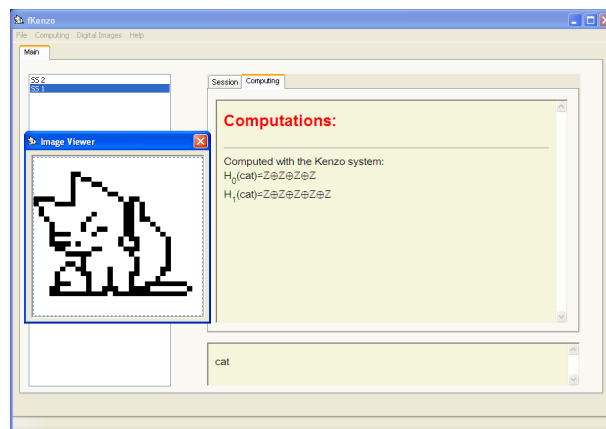 fKenzo
File Computing Digital Images Help
Main
SS 2
SS 1
Session Computing
Computations:
Image Viewer
Computed with the Kenzo system:
H₀(cat)=Z⊕Z⊕Z⊕Z
H₁(cat)=Z⊕Z⊕Z⊕Z⊕Z
cat